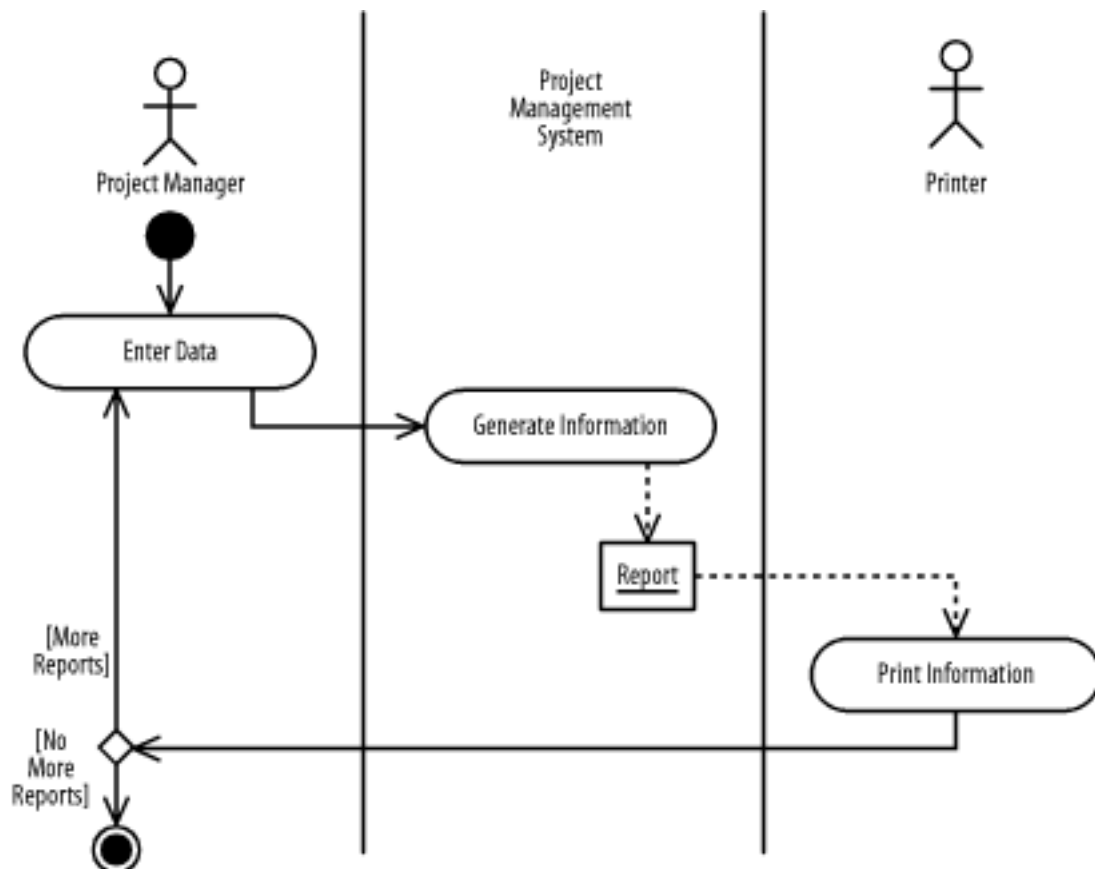 Project Manager
Project
Management
System
Printer
Enter Data
Generate Information
Report
Print Information
[More
Reports]
[No
More
Reports]